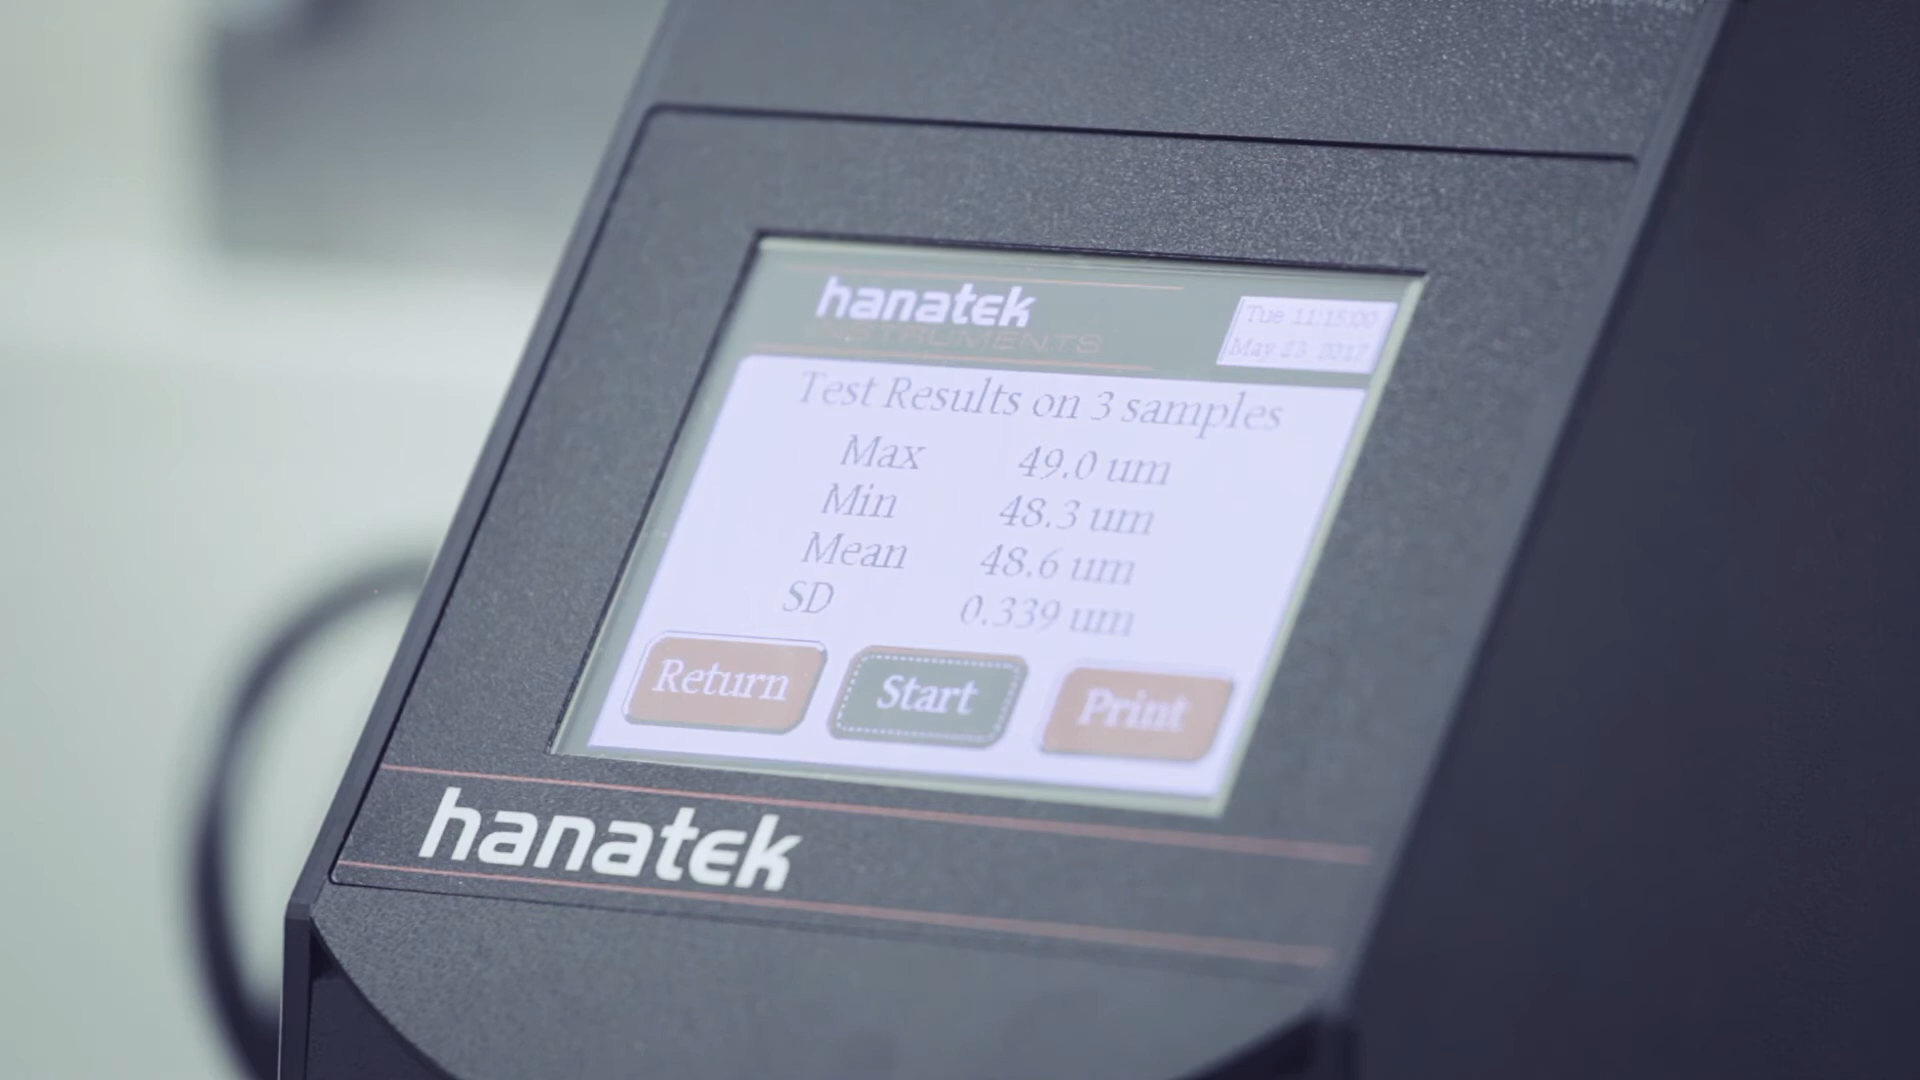 hanatek
INSTRUMENTS
Tue 11:15:00
May 23 2017
Test Results on 3 samples
Max 49.0 um
Min 48.3 um
Mean 48.6 um
SD 0.339 um
Return Start Print
hanatek